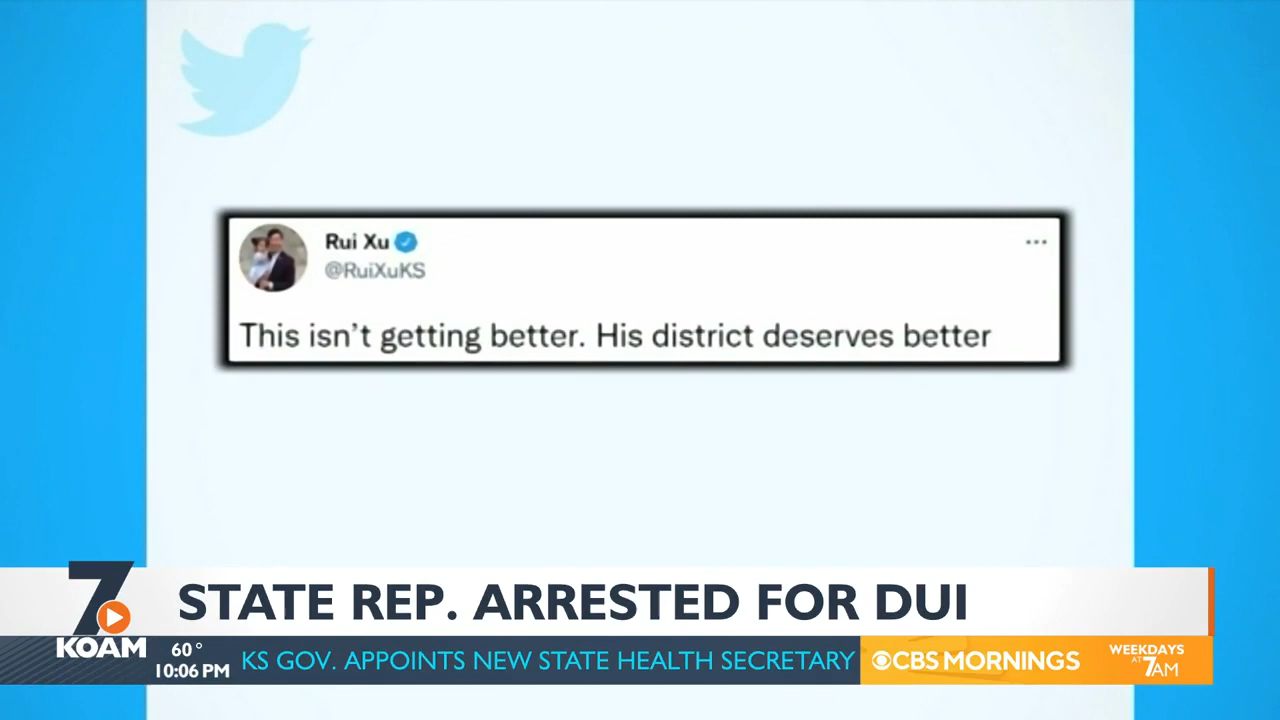 Rui Xu
@RuiXuKS
This isn't getting better. His district deserves better
STATE REP. ARRESTED FOR DUI
7
KOAM
60°
10:06 PM
KS GOV. APPOINTS NEW STATE HEALTH SECRETARY
CBS MORNINGS
WEEKDAYS
AT 7AM